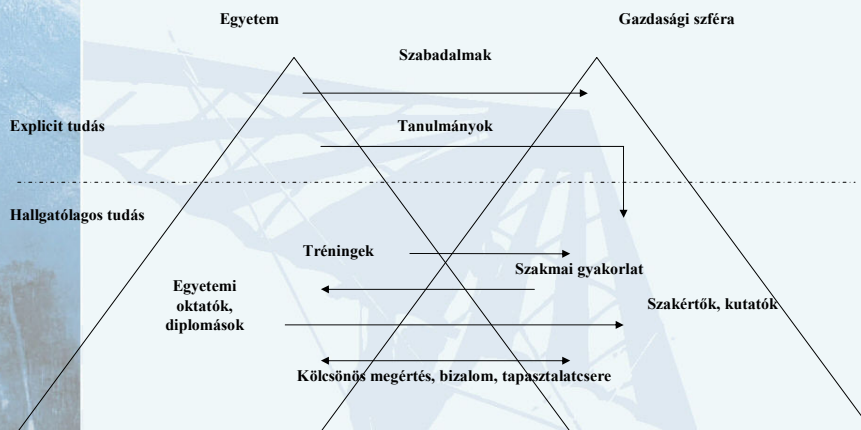 Egyetem
Gazdasági szféra
Szabadalmak
Explicit tudás
Tanulmányok
Hallgatólagos tudás
Tréningek
Szakmai gyakorlat
Egyetemi
oktatók,
diplomások
Szakértők, kutatók
Kölcsönös megértés, bizalom, tapasztalatcsere